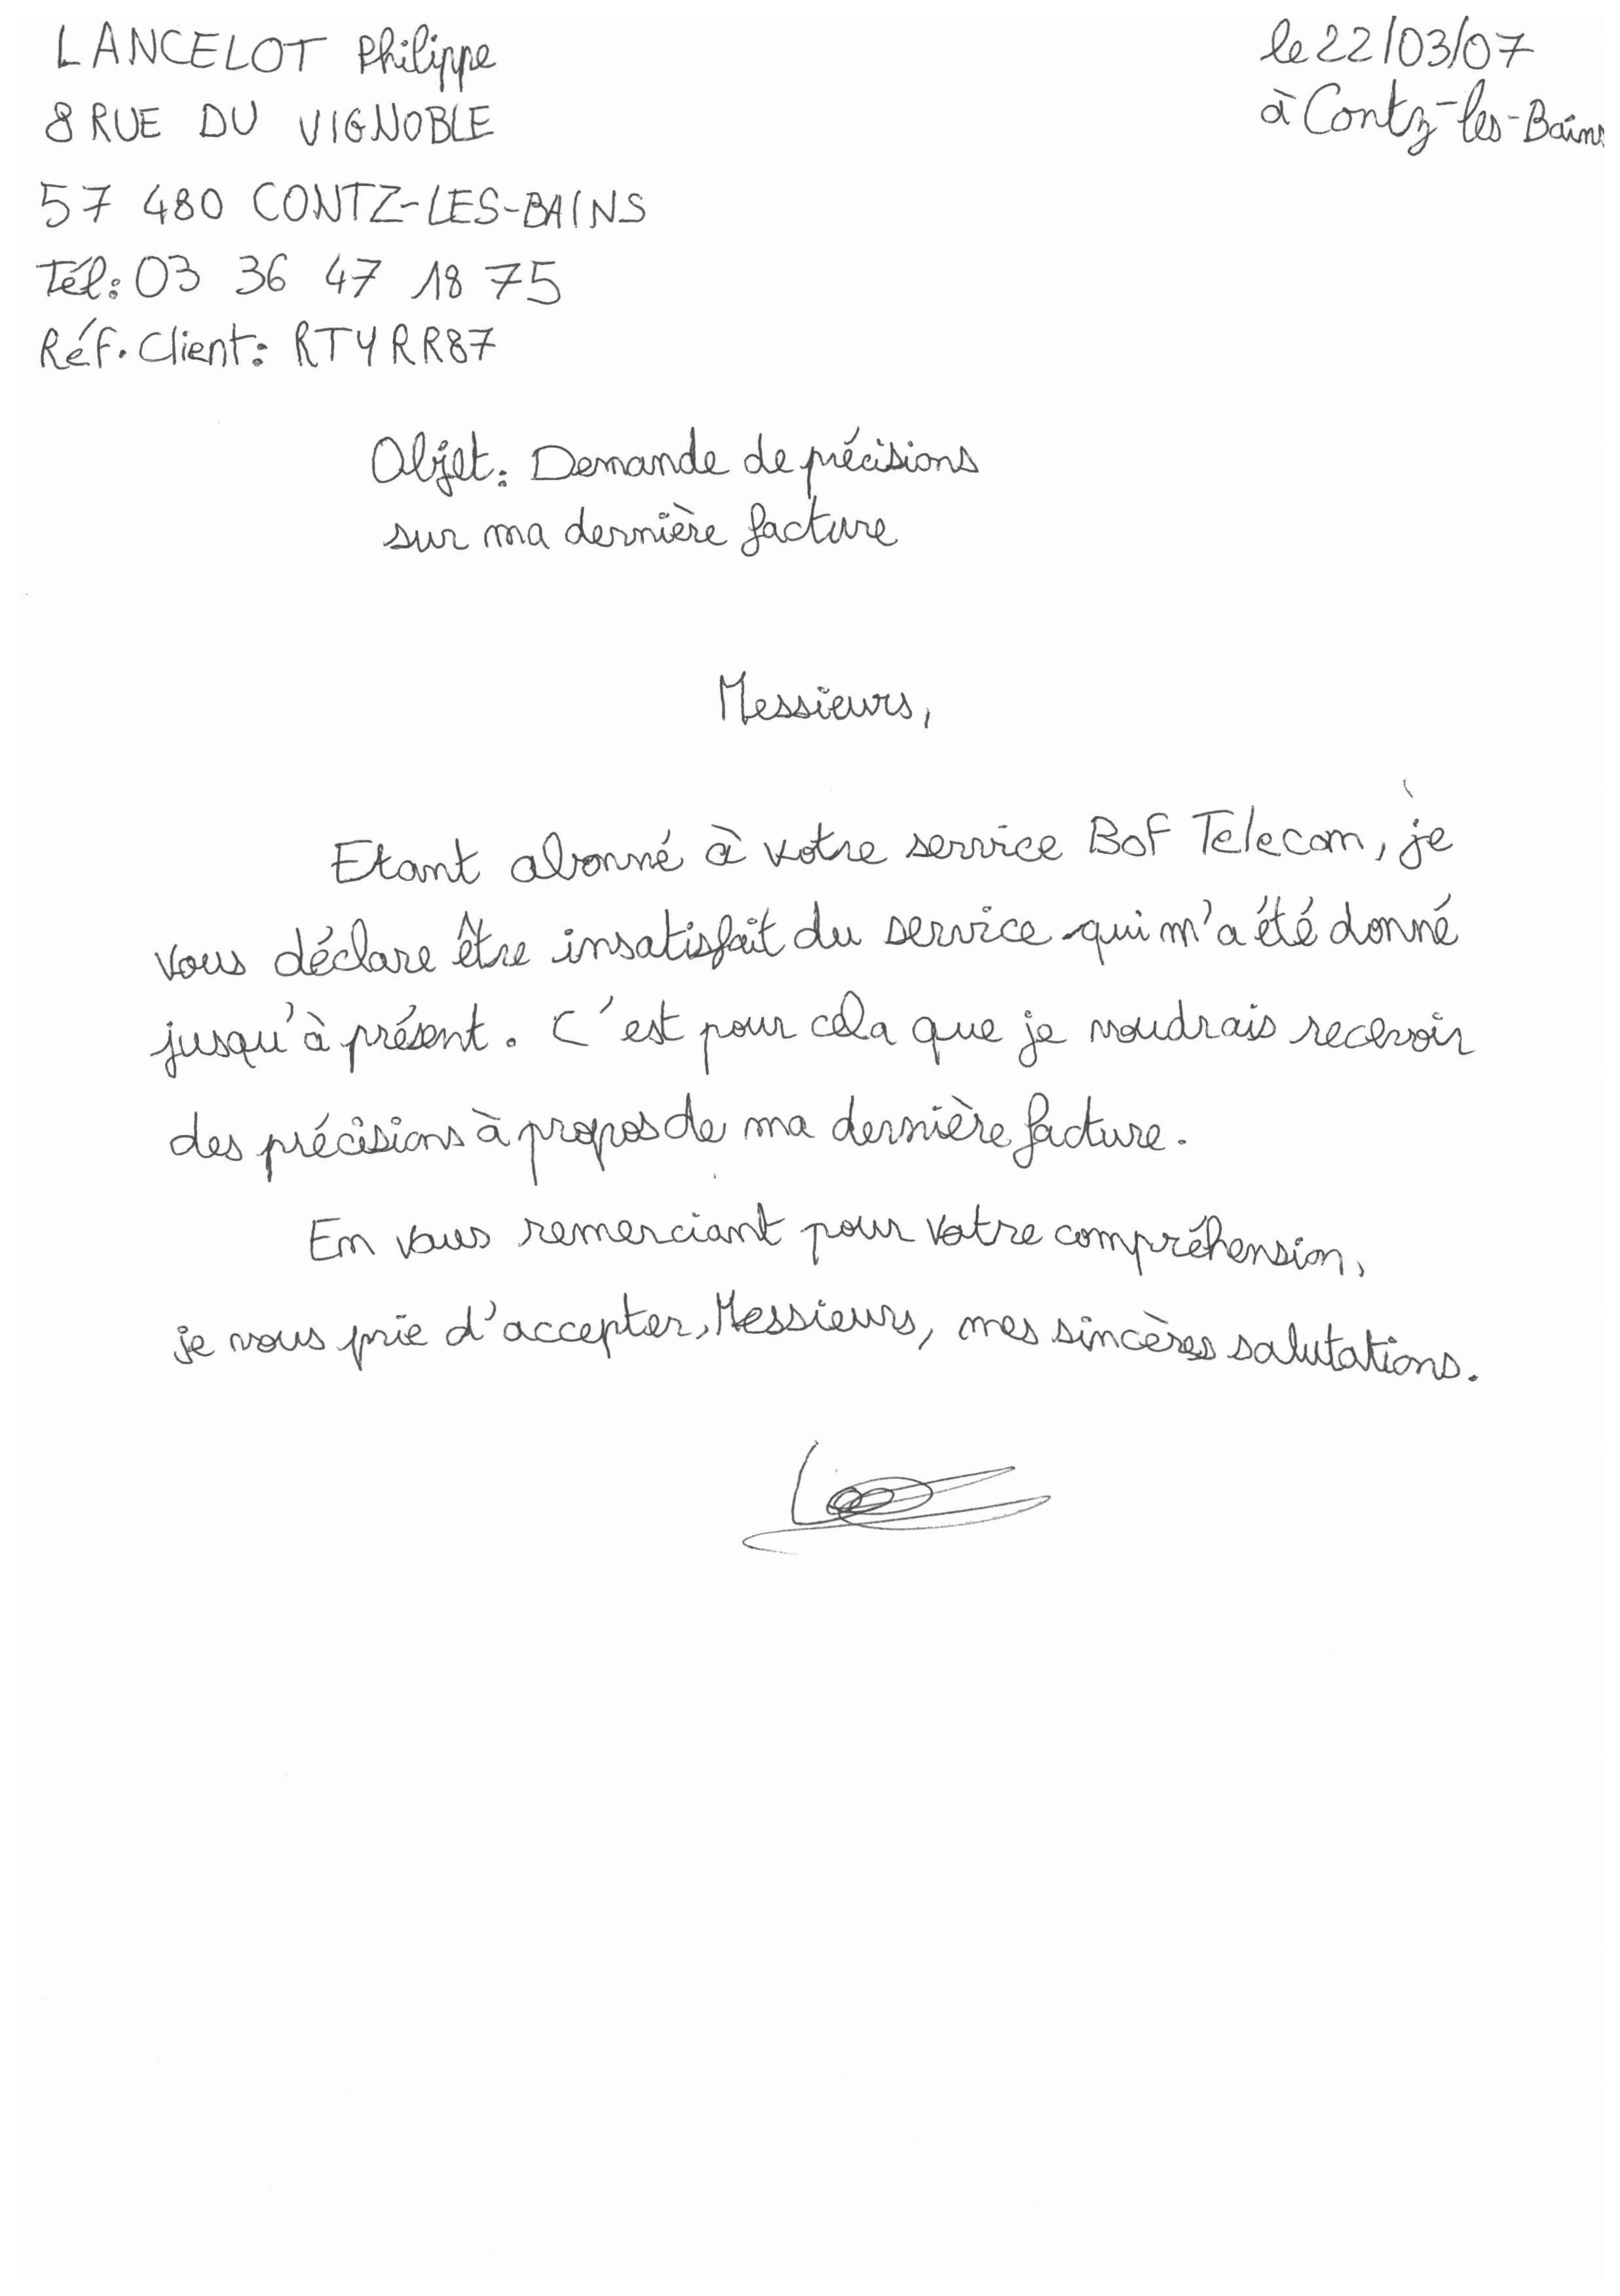 LANCELOT Philippe
8 RUE DU VIGNOBLE
57 480 CONTZ-LES-BAINS
Tél: 03 36 47 18 75
Réf. Client: RTYRR87
le 22/03/07
à Contz-les-Bains
Objet: Demande de précisions
sur ma dernière facture
Messieurs,
Etant abonné à votre service Bof Telecom, je
vous déclare être insatisfait du service qui m'a été donné
jusqu'à présent. C'est pour cela que je voudrais recevoir
des précisions à propos de ma dernière facture.
En vous remerciant pour votre compréhension,
je vous prie d'accepter, Messieurs, mes sincères salutations.